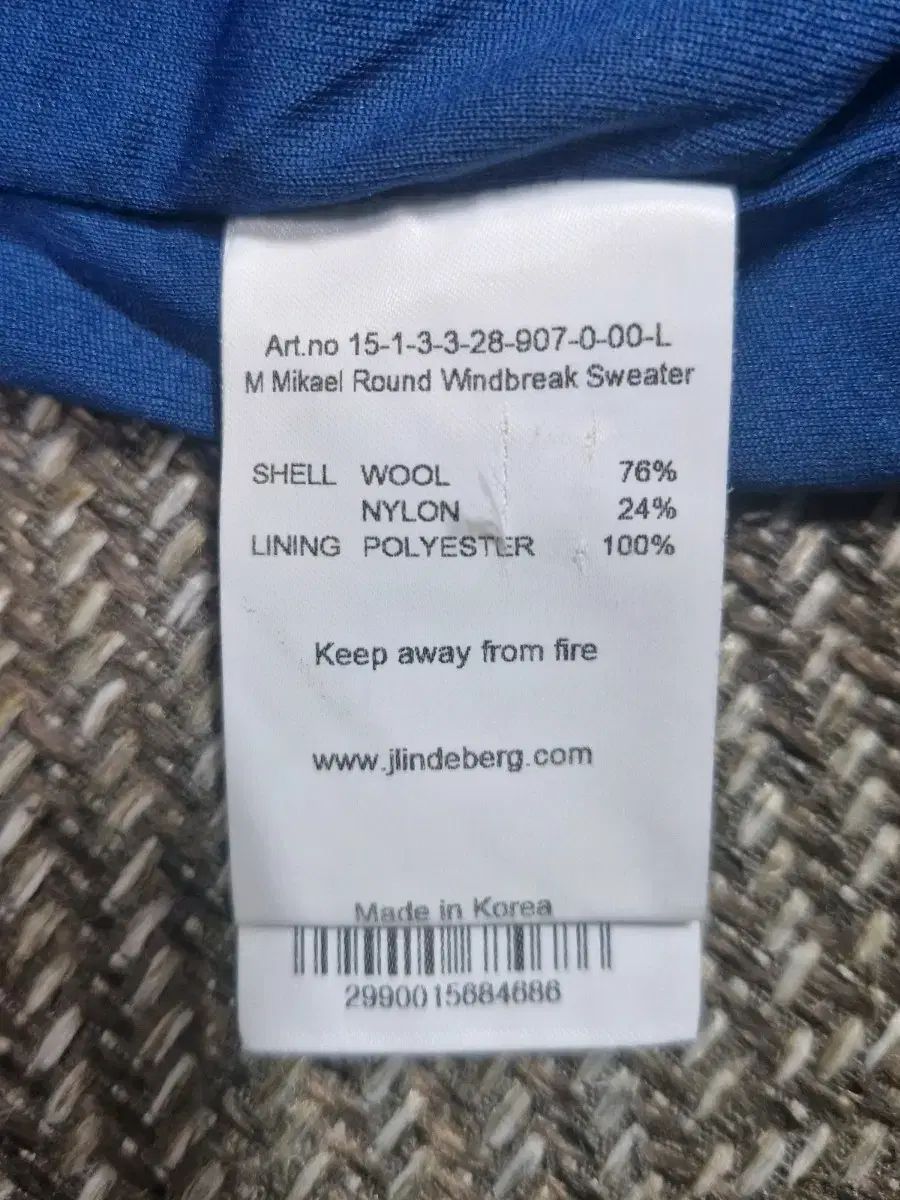 Art.no 15-1-3-3-28-907-0-00-L
M Mikael Round Windbreak Sweater
SHELL WOOL 76%
NYLON 24%
LINING POLYESTER 100%
Keep away from fire
www.jlindeberg.com
Made in Korea
2990015684686